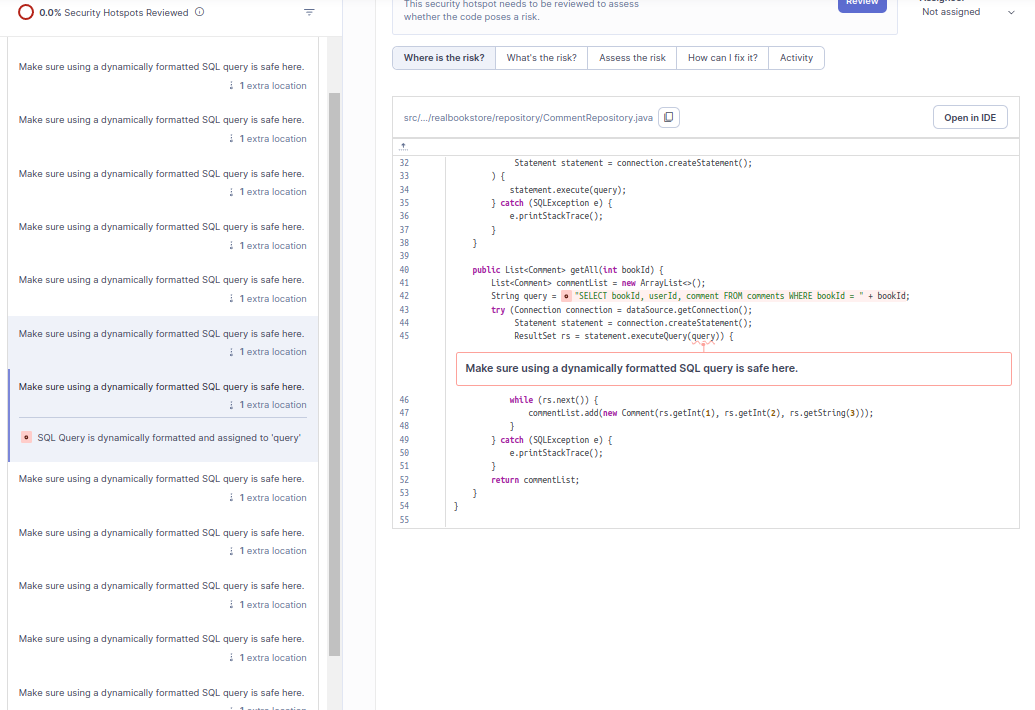 0.0% Security Hotspots Reviewed
Make sure using a dynamically formatted SQL query is safe here.
1 extra location
Make sure using a dynamically formatted SQL query is safe here.
1 extra location
Make sure using a dynamically formatted SQL query is safe here.
1 extra location
Make sure using a dynamically formatted SQL query is safe here.
1 extra location
Make sure using a dynamically formatted SQL query is safe here.
1 extra location
Make sure using a dynamically formatted SQL query is safe here.
1 extra location
Make sure using a dynamically formatted SQL query is safe here.
1 extra location
SQL Query is dynamically formatted and assigned to 'query'
Make sure using a dynamically formatted SQL query is safe here.
1 extra location
Make sure using a dynamically formatted SQL query is safe here.
1 extra location
Make sure using a dynamically formatted SQL query is safe here.
1 extra location
Make sure using a dynamically formatted SQL query is safe here.
1 extra location
Make sure using a dynamically formatted SQL query is safe here.
1 extra location
This security hotspot needs to be reviewed to assess
whether the code poses a risk.
Review
Not assigned
Where is the risk? What's the risk? Assess the risk How can I fix it? Activity
src/.../realbookstore/repository/CommentRepository.java
Open in IDE
32 Statement statement = connection.createStatement();
33 ) {
34 statement.execute(query);
35 } catch (SQLException e) {
36 e.printStackTrace();
37 }
38 }
39
40 public List<Comment> getAll(int bookId) {
41 List<Comment> commentList = new ArrayList<>();
42 String query = "SELECT bookId, userId, comment FROM comments WHERE bookId = " + bookId;
43 try (Connection connection = dataSource.getConnection();
44 Statement statement = connection.createStatement();
45 ResultSet rs = statement.executeQuery(query)) {
Make sure using a dynamically formatted SQL query is safe here.
46 while (rs.next()) {
47 commentList.add(new Comment(rs.getInt(1), rs.getInt(2), rs.getString(3)));
48 }
49 } catch (SQLException e) {
50 e.printStackTrace();
51 }
52 return commentList;
53 }
54 }
55